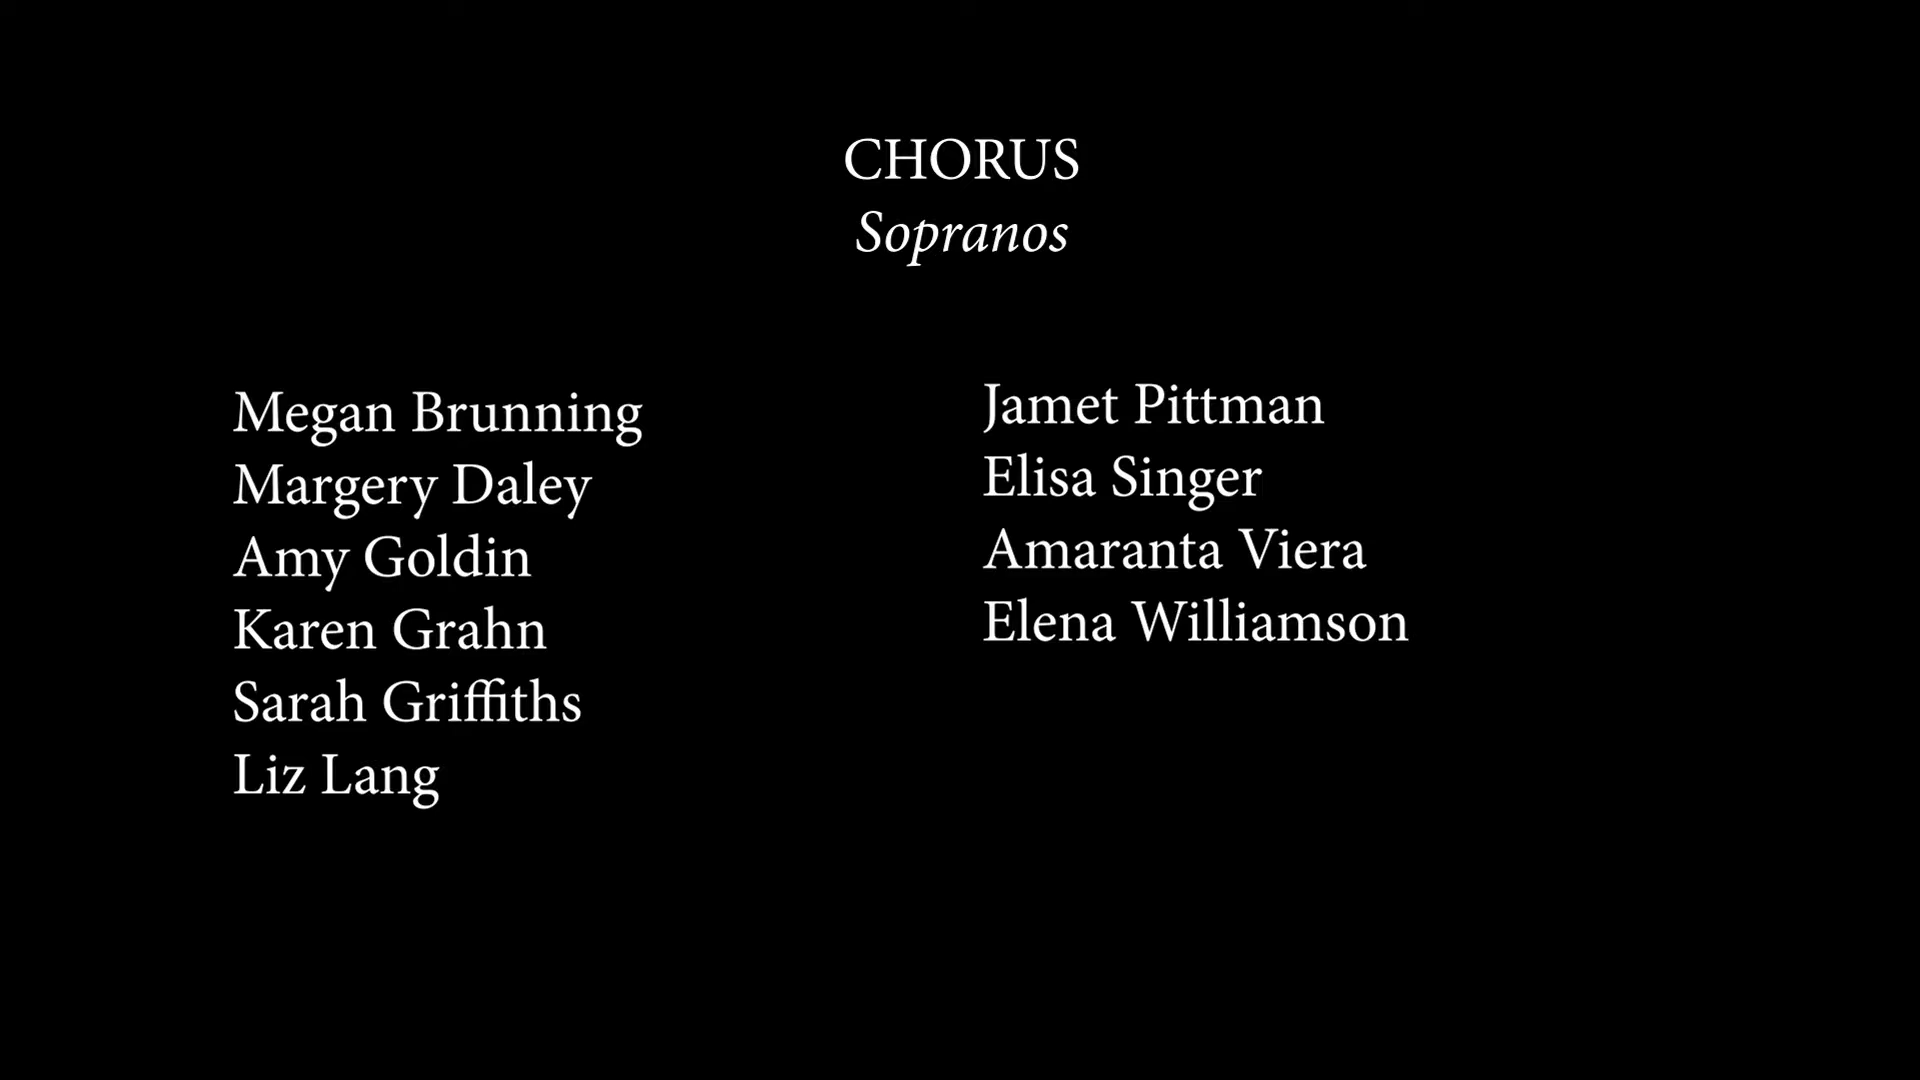 CHORUS
Sopranos
Megan Brunning
Margery Daley
Amy Goldin
Karen Grahn
Sarah Griffiths
Liz Lang
Jamet Pittman
Elisa Singer
Amaranta Viera
Elena Williamson